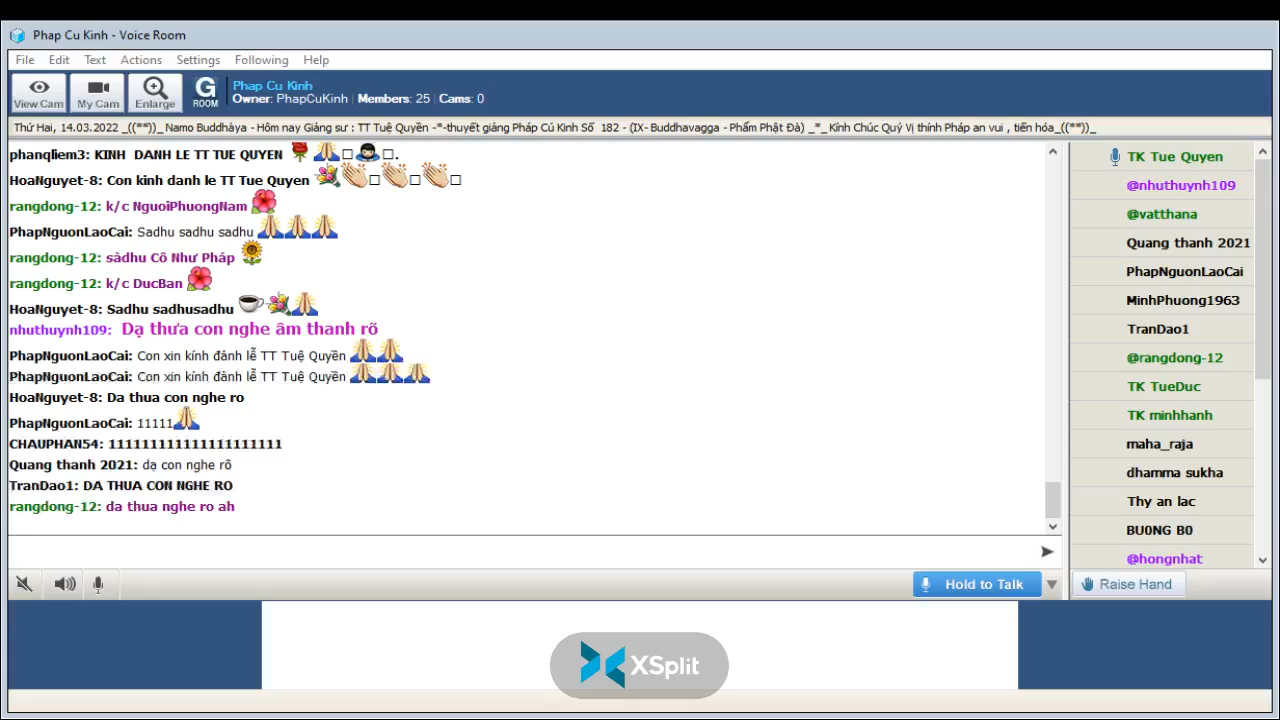 Phap Cu Kinh - Voice Room
File Edit Text Actions Settings Following Help
View Cam My Cam Enlarge G ROOM
Phap Cu Kinh
Owner: PhapCuKinh Members: 25 Cams: 0
Thứ Hai, 14.03.2022 _((**))_ Namo Buddhàya - Hôm nay Giảng sư : TT Tuệ Quyền -*-thuyết giảng Pháp Cú Kinh Số 182 - (IX- Buddhavagga - Phẩm Phật Đà) _*_ Kính Chúc Quý Vị thính Pháp an vui , tiến hóa_((**))_
phanqliem3: KINH DANH LE TT TUE QUYEN .
HoaNguyet-8: Con kinh danh le TT Tue Quyen
rangdong-12: k/c NguoiPhuongNam
PhapNguonLaoCai: Sadhu sadhu sadhu
rangdong-12: sàdhu Cô Như Pháp
rangdong-12: k/c DucBan
HoaNguyet-8: Sadhu sadhusadhu
nhuthuynh109: Dạ thưa con nghe âm thanh rõ
PhapNguonLaoCai: Con xin kính đảnh lễ TT Tuệ Quyền
PhapNguonLaoCai: Con xin kính đảnh lễ TT Tuệ Quyền
HoaNguyet-8: Da thua con nghe ro
PhapNguonLaoCai: 11111
CHAUPHAN54: 1111111111111111111111
Quang thanh 2021: dạ con nghe rõ
TranDao1: DA THUA CON NGHE RO
rangdong-12: da thua nghe ro ah
TK Tue Quyen
@nhuthuynh109
@vatthana
Quang thanh 2021
PhapNguonLaoCai
MinhPhuong1963
TranDao1
@rangdong-12
TK TueDuc
TK minhhanh
maha_raja
dhamma sukha
Thy an lac
BU0NG B0
@hongnhat
Hold to Talk
Raise Hand
XSplit